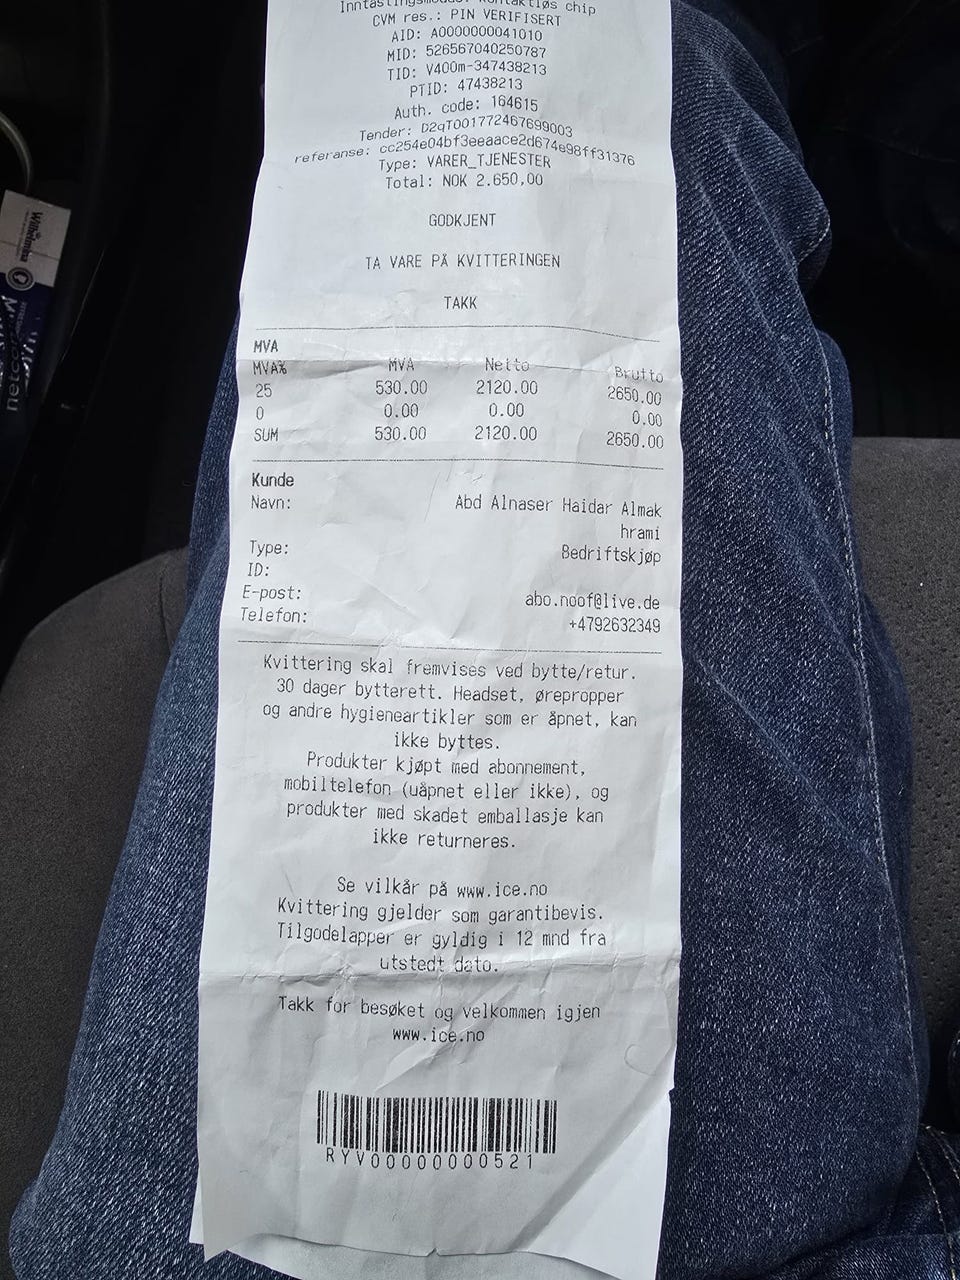 Inntastingsmodus: Kontaktløs chip
CVM res.: PIN VERIFISERT
AID: A0000000041010
MID: 526567040250787
TID: V400m-347438213
PTID: 47438213
Auth. code: 164615
Tender: D2qT001772467699003
referanse: cc254e04bf3eeaace2d674e98ff31376
Type: VARER_TJENESTER
Total: NOK 2.650,00
GODKJENT
TA VARE PÅ KVITTERINGEN
TAKK
MVA
MVA% MVA Netto Brutto
25 530.00 2120.00 2650.00
0 0.00 0.00 0.00
SUM 530.00 2120.00 2650.00
Kunde
Navn: Abd Alnaser Haidar Almak
hrami
Type: Bedriftskjøp
ID:
E-post: abo.noof@live.de
Telefon: +4792632349
Kvittering skal fremvises ved bytte/retur.
30 dager bytterett. Headset, ørepropper
og andre hygieneartikler som er åpnet, kan
ikke byttes.
Produkter kjøpt med abonnement,
mobiltelefon (uåpnet eller ikke), og
produkter med skadet emballasje kan
ikke returneres.
Se vilkår på www.ice.no
Kvittering gjelder som garantibevis.
Tilgodelapper er gyldig i 12 mnd fra
utstedt dato.
Takk for besøket og velkommen igjen
www.ice.no
RYV00000000521
Wilhelmsen